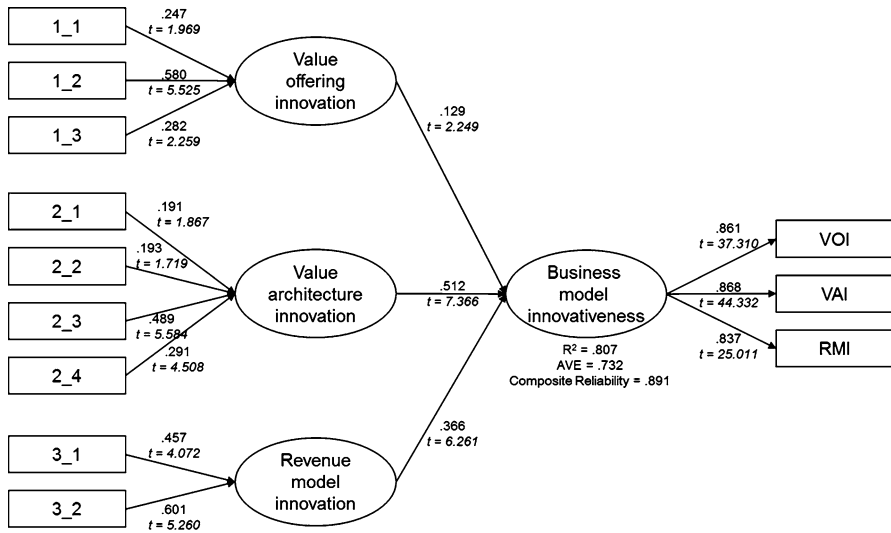 1_1
.247
t = 1.969
1_2
.580
t = 5.525
1_3
.282
t = 2.259
Value
offering
innovation
.129
t = 2.249
2_1
.191
t = 1.867
2_2
.193
t = 1.719
2_3
.489
t = 5.584
2_4
.291
t = 4.508
Value
architecture
innovation
.512
t = 7.366
3_1
.457
t = 4.072
3_2
.601
t = 5.260
Revenue
model
innovation
.366
t = 6.261
Business
model
innovativeness
R² = .807
AVE = .732
Composite Reliability = .891
.861
t = 37.310
VOI
.868
t = 44.332
VAI
.837
t = 25.011
RMI